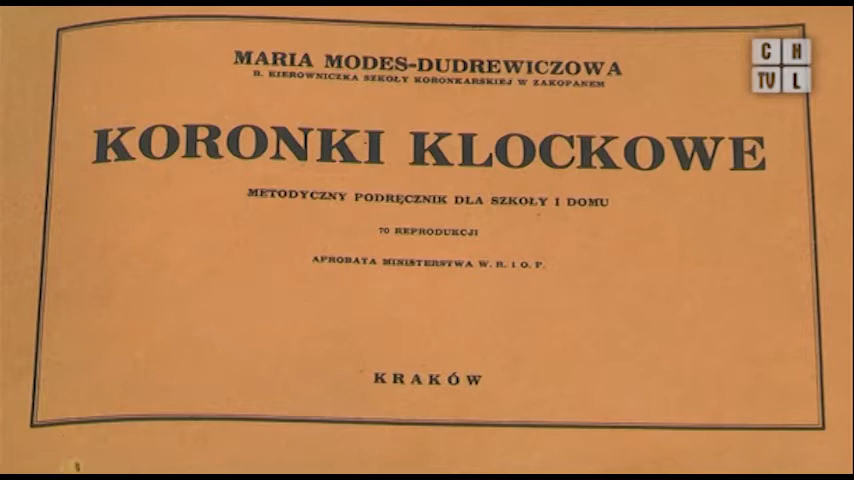 MARIA MODES-DUDREWICZOWA
B. KIEROWNICZKA SZKOŁY KORONKARSKIEJ W ZAKOPANEM
KORONKI KLOCKOWE
METODYCZNY PODRĘCZNIK DLA SZKOŁY I DOMU
70 REPRODUKCJI
APROBATA MINISTERSTWA W. R. I O. P.
KRAKÓW
C H
TV L